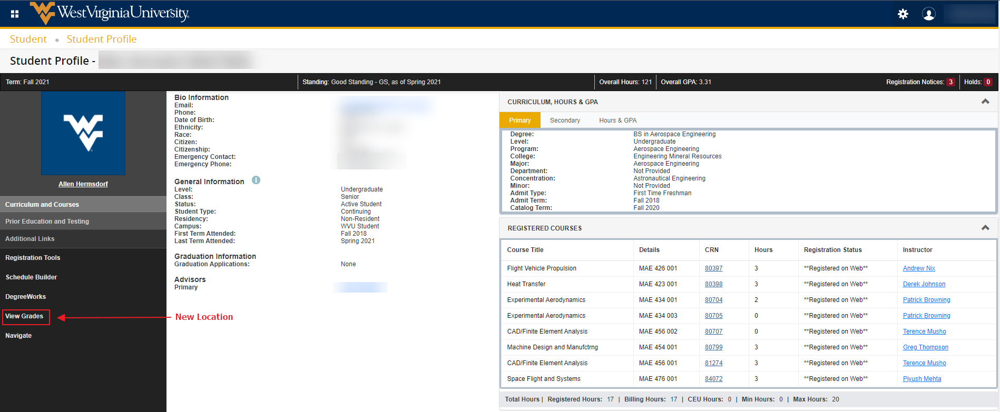 West Virginia University.
Student • Student Profile
Student Profile -
Term: Fall 2021
Standing: Good Standing - GS, as of Spring 2021
Overall Hours: 121
Overall GPA: 3.31
Registration Notices: 3
Holds: 0
Allen Hermsdorf
Curriculum and Courses
Prior Education and Testing
Additional Links
Registration Tools
Schedule Builder
DegreeWorks
View Grades
Navigate
New Location
Bio Information
Email:
Phone:
Date of Birth:
Ethnicity:
Race:
Citizen:
Citizenship:
Emergency Contact:
Emergency Phone:
General Information i
Level: Undergraduate
Class: Senior
Status: Active Student
Student Type: Continuing
Residency: Non-Resident
Campus: WVU Student
First Term Attended: Fall 2018
Last Term Attended: Spring 2021
Graduation Information
Graduation Applications: None
Advisors
Primary
CURRICULUM, HOURS & GPA
Primary Secondary Hours & GPA
Degree: BS in Aerospace Engineering
Level: Undergraduate
Program: Aerospace Engineering
College: Engineering Mineral Resources
Major: Aerospace Engineering
Department: Not Provided
Concentration: Astronautical Engineering
Minor: Not Provided
Admit Type: First Time Freshman
Admit Term: Fall 2018
Catalog Term: Fall 2020
REGISTERED COURSES
Course Title Details CRN Hours Registration Status Instructor
Flight Vehicle Propulsion MAE 426 001 80397 3 **Registered on Web** Andrew Nix
Heat Transfer MAE 423 001 80398 3 **Registered on Web** Derek Johnson
Experimental Aerodynamics MAE 434 001 80704 2 **Registered on Web** Patrick Browning
Experimental Aerodynamics MAE 434 003 80705 0 **Registered on Web** Patrick Browning
CAD/Finite Element Analysis MAE 456 002 80707 0 **Registered on Web** Terence Musho
Machine Design and Manufctrng MAE 454 001 80799 3 **Registered on Web** Greg Thompson
CAD/Finite Element Analysis MAE 456 001 81274 3 **Registered on Web** Terence Musho
Space Flight and Systems MAE 476 001 84072 3 **Registered on Web** Piyush Mehta
Total Hours | Registered Hours: 17 | Billing Hours: 17 | CEU Hours: 0 | Min Hours: 0 | Max Hours: 20